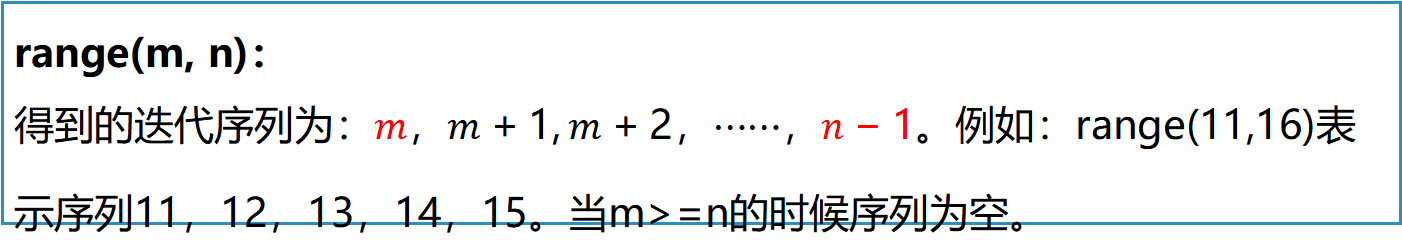 range(m, n)：
得到的迭代序列为：m，m + 1, m + 2，⋯⋯，n − 1。例如：range(11,16)表
示序列11，12，13，14，15。当m>=n的时候序列为空。